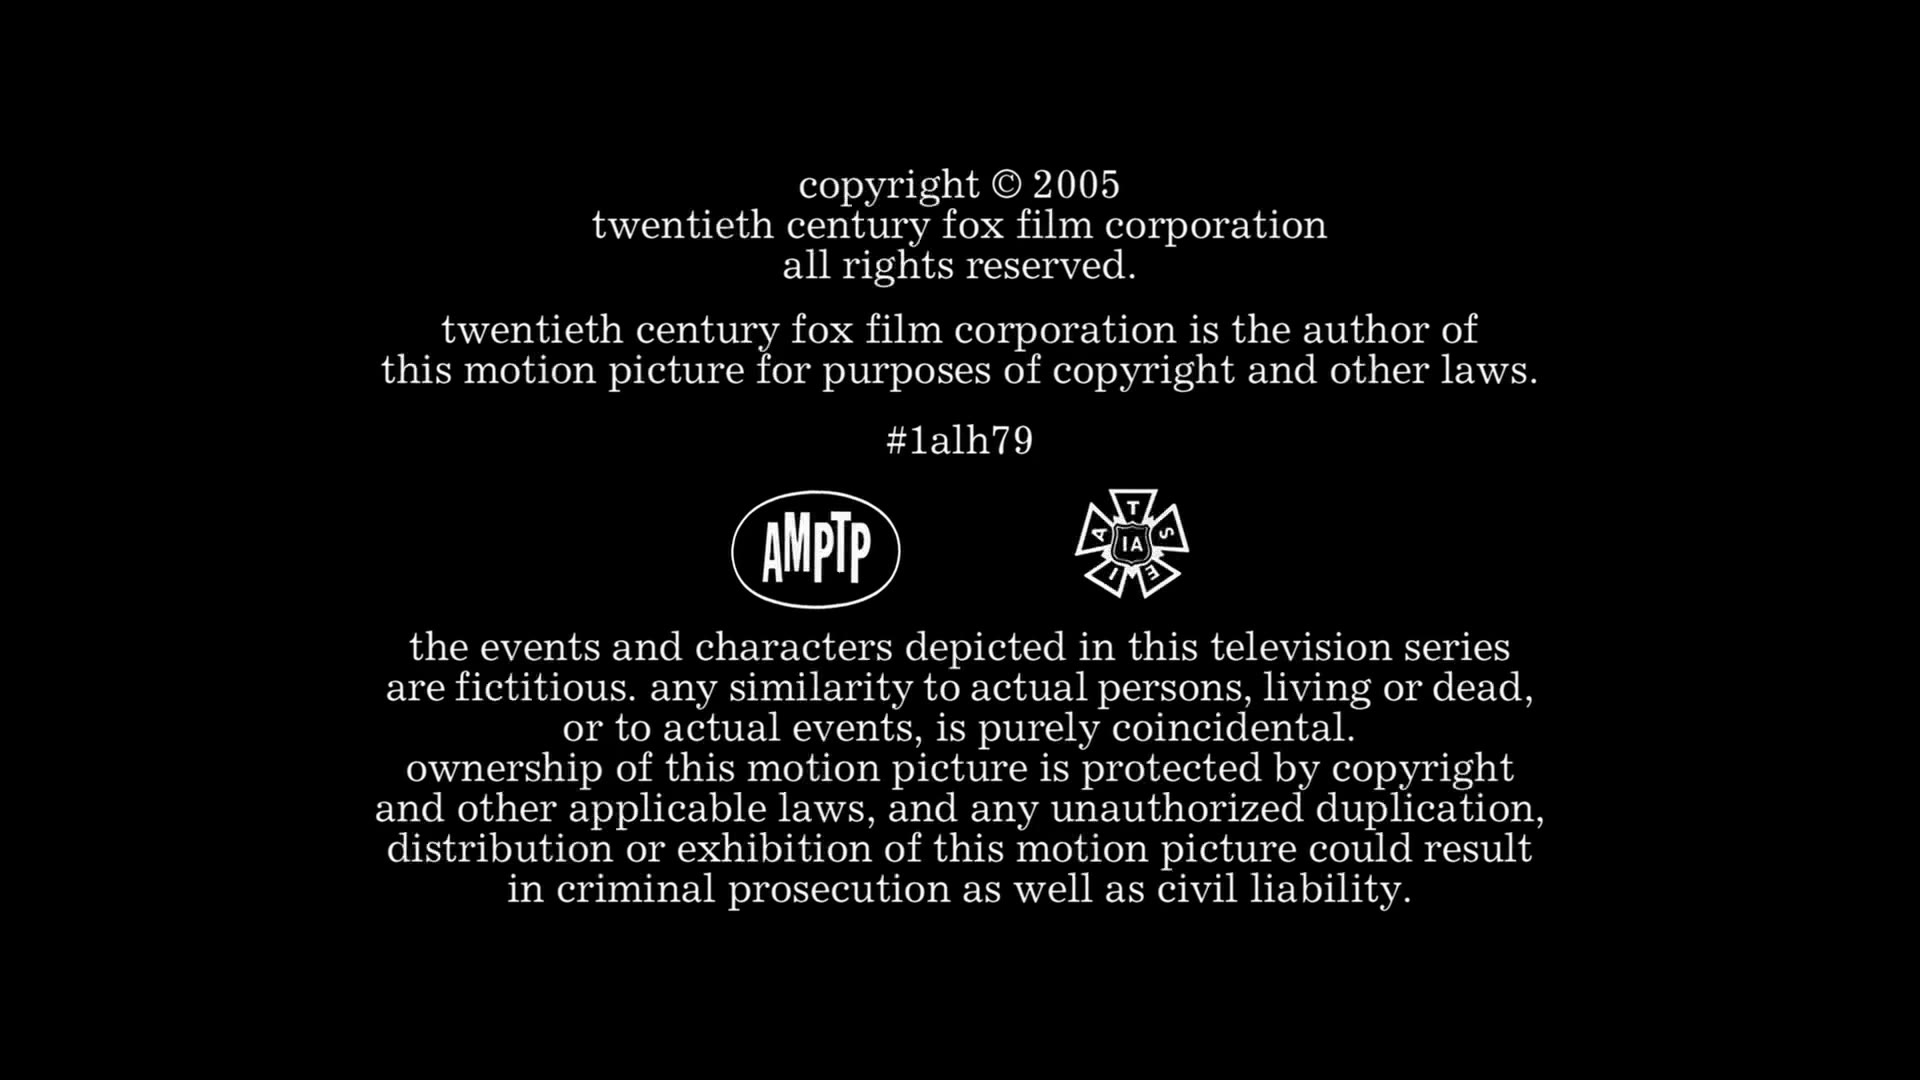 copyright © 2005
twentieth century fox film corporation
all rights reserved.
twentieth century fox film corporation is the author of
this motion picture for purposes of copyright and other laws.
#1alh79
AMPTP
IATSE
IA
the events and characters depicted in this television series
are fictitious. any similarity to actual persons, living or dead,
or to actual events, is purely coincidental.
ownership of this motion picture is protected by copyright
and other applicable laws, and any unauthorized duplication,
distribution or exhibition of this motion picture could result
in criminal prosecution as well as civil liability.